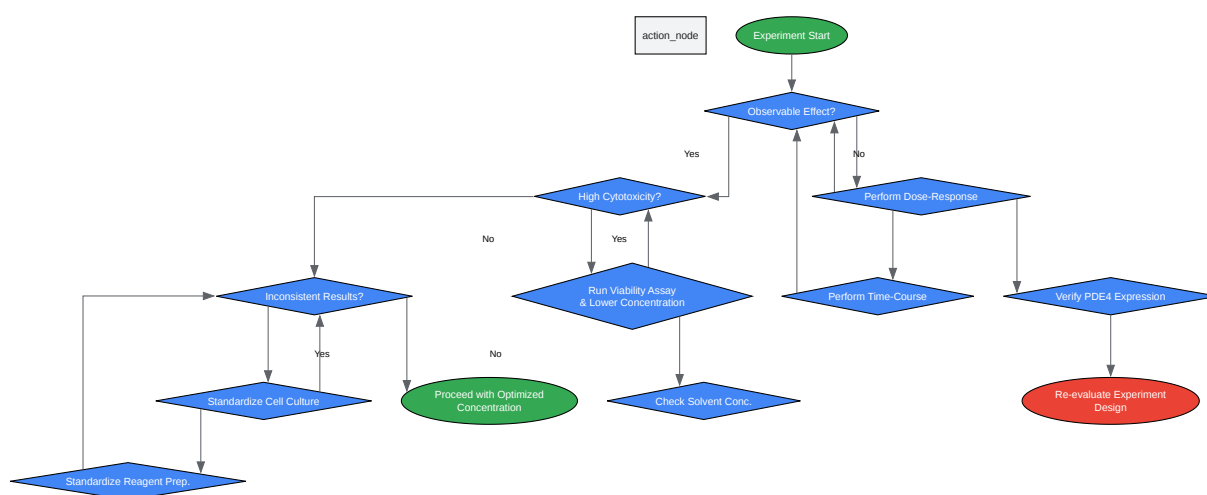 action_node
Experiment Start
Observable Effect?
Yes
No
High Cytotoxicity?
Perform Dose-Response
No
Yes
Inconsistent Results?
Run Viability Assay
& Lower Concentration
Perform Time-Course
Verify PDE4 Expression
Yes
No
Standardize Cell Culture
Proceed with Optimized
Concentration
Check Solvent Conc.
Re-evaluate Experiment
Design
Standardize Reagent Prep.